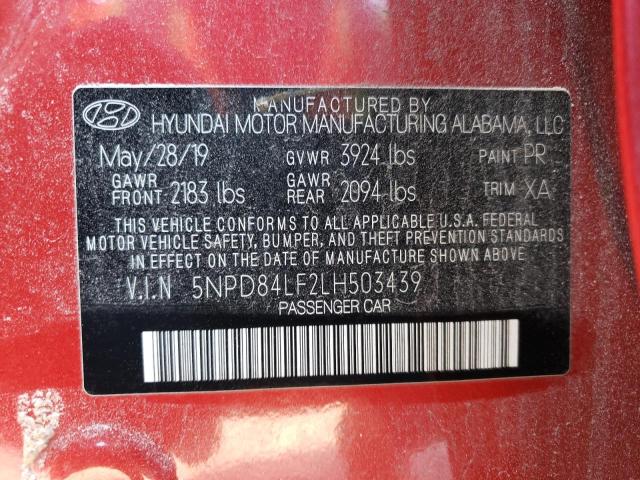 MANUFACTURED BY
HYUNDAI MOTOR MANUFACTURING ALABAMA, LLC
May/28/19 GVWR 3924 lbs PAINT PR
GAWR FRONT 2183 lbs GAWR REAR 2094 lbs TRIM XA
THIS VEHICLE CONFORMS TO ALL APPLICABLE U.S.A. FEDERAL
MOTOR VEHICLE SAFETY, BUMPER, AND THEFT PREVENTION
STANDARDS IN EFFECT ON THE DATE OF MANUFACTURE SHOWN ABOVE.
V.I.N 5NPD84LF2LH503439
PASSENGER CAR